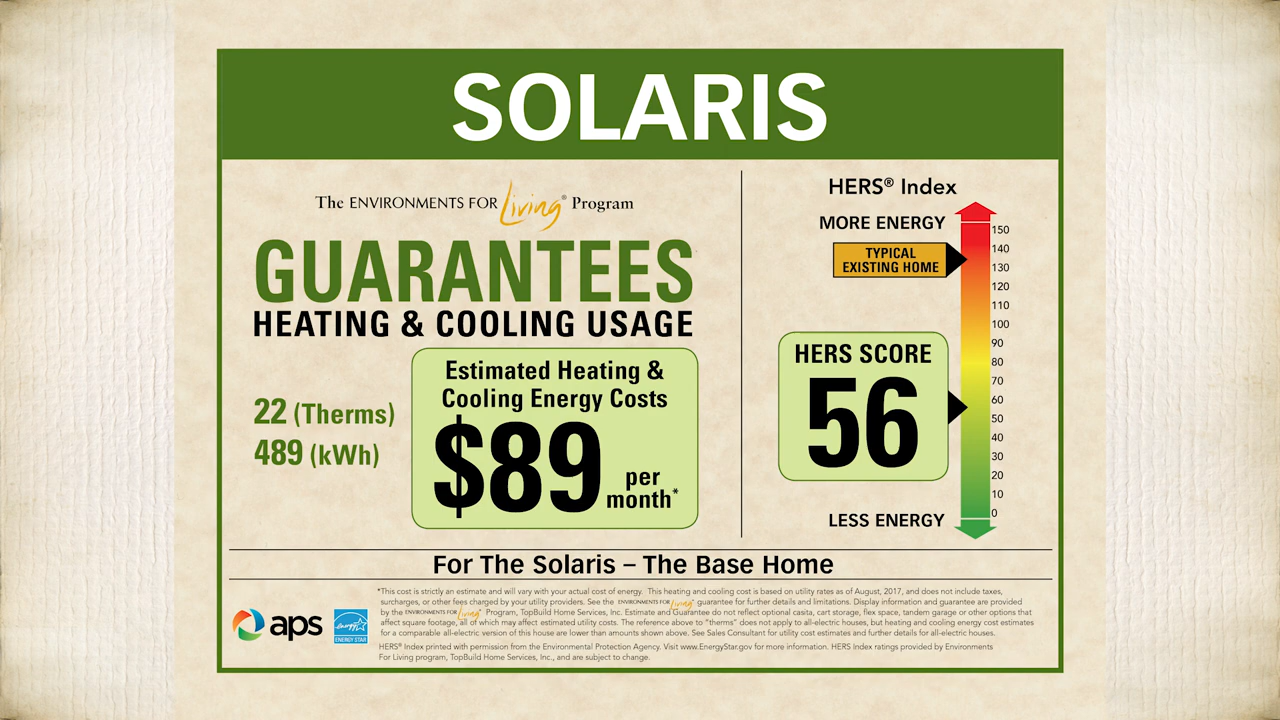 SOLARIS
The ENVIRONMENTS FOR Living® Program
GUARANTEES
HEATING & COOLING USAGE
22 (Therms)
489 (kWh)
Estimated Heating &
Cooling Energy Costs
$89 per
month*
HERS® Index
MORE ENERGY
TYPICAL
EXISTING HOME
150
140
130
120
110
100
90
80
70
60
50
40
30
20
10
0
HERS SCORE
56
LESS ENERGY
For The Solaris – The Base Home
*This cost is strictly an estimate and will vary with your actual cost of energy. This heating and cooling cost is based on utility rates as of August, 2017, and does not include taxes,
surcharges, or other fees charged by your utility providers. See the ENVIRONMENTS FOR Living® guarantee for further details and limitations. Display information and guarantee are provided
by the ENVIRONMENTS FOR Living® Program, TopBuild Home Services, Inc. Estimate and Guarantee do not reflect optional casita, cart storage, flex space, tandem garage or other options that
affect square footage, all of which may affect estimated utility costs. The reference above to "therms" does not apply to all-electric houses, but heating and cooling energy cost estimates
for a comparable all-electric version of this house are lower than amounts shown above. See Sales Consultant for utility cost estimates and further details for all-electric houses.
HERS® Index printed with permission from the Environmental Protection Agency. Visit www.EnergyStar.gov for more information. HERS Index ratings provided by Environments
For Living program, TopBuild Home Services, Inc., and are subject to change.
aps
energy
ENERGY STAR